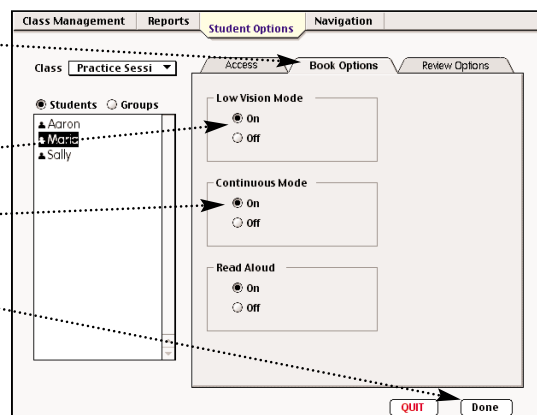 Class Management Reports Student Options Navigation
Class Practice Sessi
Access Book Options Review Options
Students Groups
Aaron
Mario
Sally
Low Vision Mode
On
Off
Continuous Mode
On
Off
Read Aloud
On
Off
QUIT Done